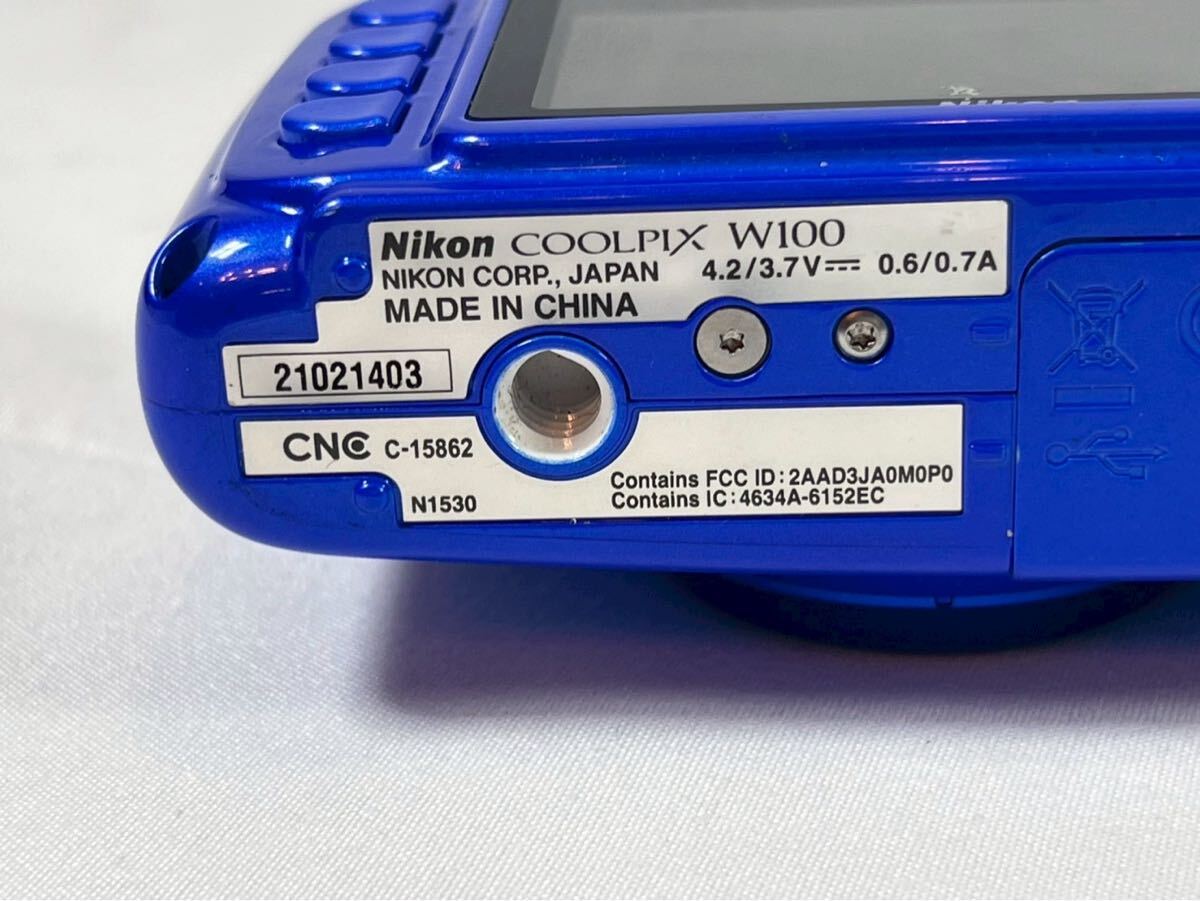 Nikon
Nikon COOLPIX W100
NIKON CORP., JAPAN 4.2/3.7V⎓ 0.6/0.7A
MADE IN CHINA
21021403
CNC C-15862
N1530
Contains FCC ID:2AAD3JA0M0P0
Contains IC:4634A-6152EC